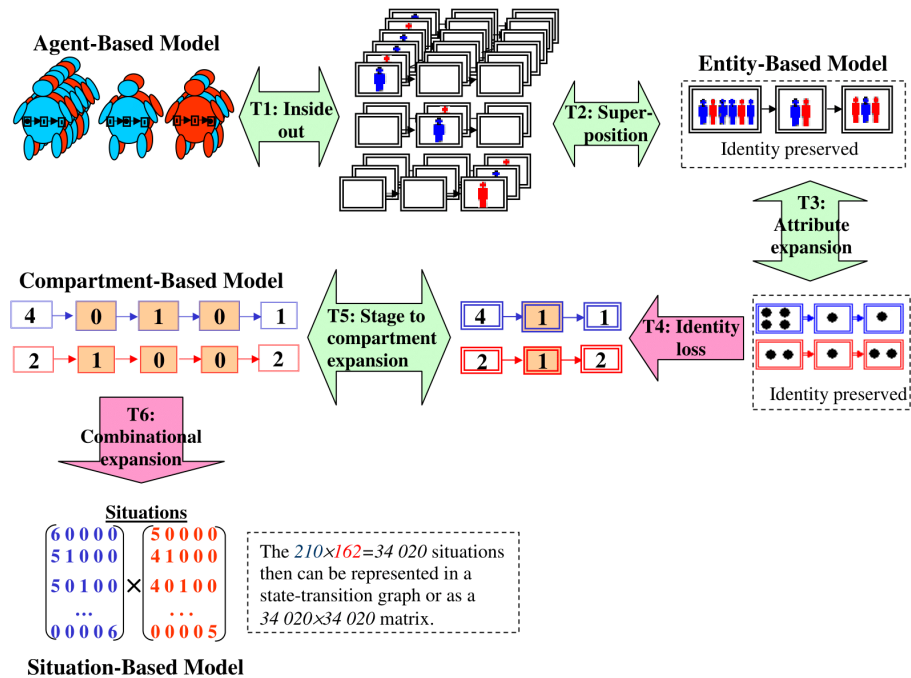 Agent-Based Model
T1: Inside
out
T2: Super-
position
Entity-Based Model
Identity preserved
T3:
Attribute
expansion
Compartment-Based Model
4 0 1 0 1
2 1 0 0 2
T5: Stage to
compartment
expansion
4 1 1
2 1 2
T4: Identity
loss
Identity preserved
T6:
Combinational
expansion
Situations
6 0 0 0 0 5 0 0 0 0
5 1 0 0 0 4 1 0 0 0
5 0 1 0 0 × 4 0 1 0 0
... ...
0 0 0 0 6 0 0 0 0 5
The 210×162=34 020 situations
then can be represented in a
state-transition graph or as a
34 020×34 020 matrix.
Situation-Based Model